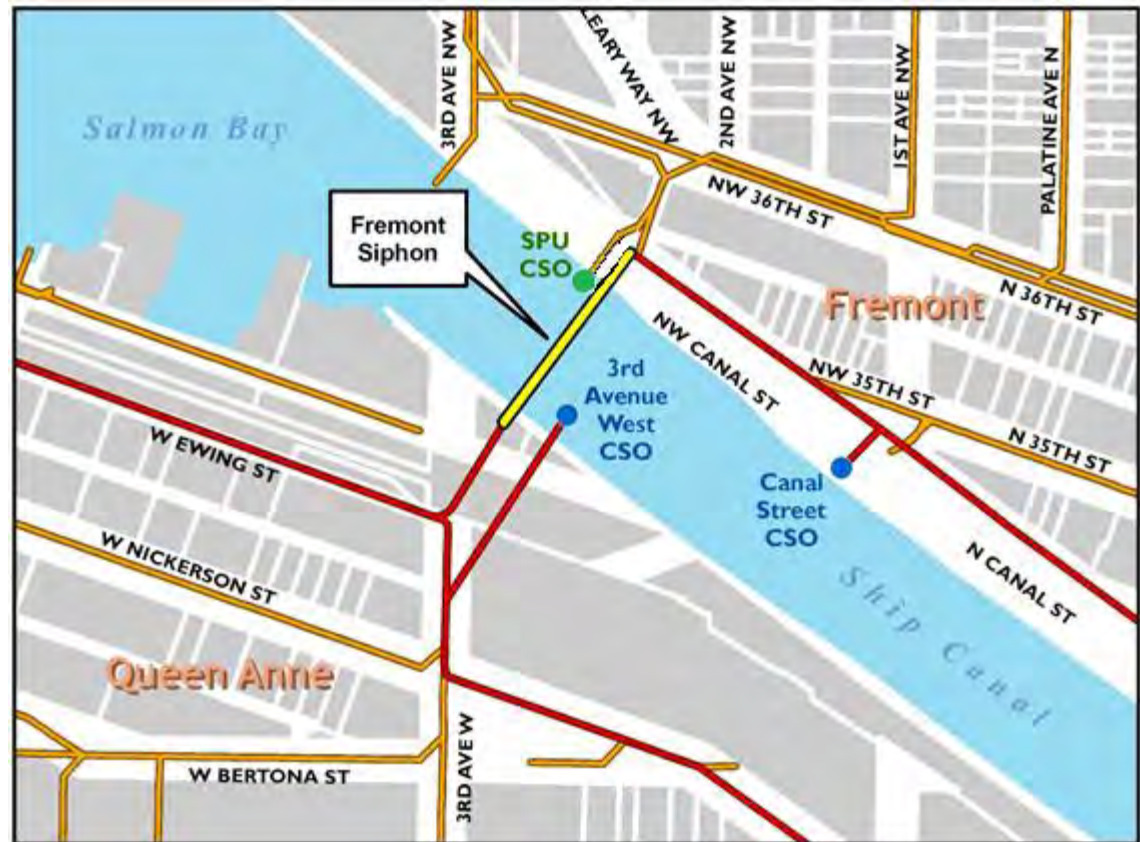 3RD AVE NW
LEARY WAY NW
2ND AVE NW
1ST AVE NW
PALATINE AVE N
Salmon Bay
NW 36TH ST
Fremont
Siphon
SPU
CSO
N 36TH ST
Fremont
NW CANAL ST
3rd
Avenue
West
CSO
NW 35TH ST
N 35TH ST
W EWING ST
Canal
Street
CSO
W NICKERSON ST
N CANAL ST
Ship Canal
Queen Anne
3RD AVE W
W BERTONA ST